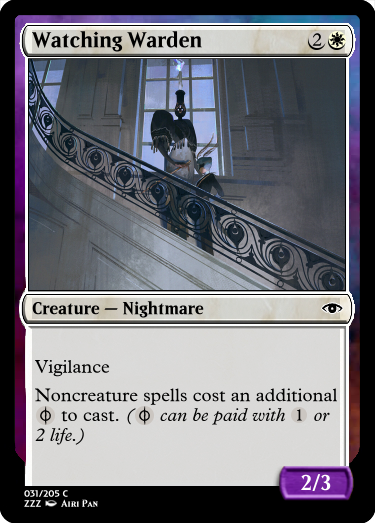 Watching Warden 2
Creature — Nightmare
Vigilance
Noncreature spells cost an additional
ϕ to cast. (ϕ can be paid with 1 or
2 life.)
2/3
031/205 C
ZZZ Airi Pan